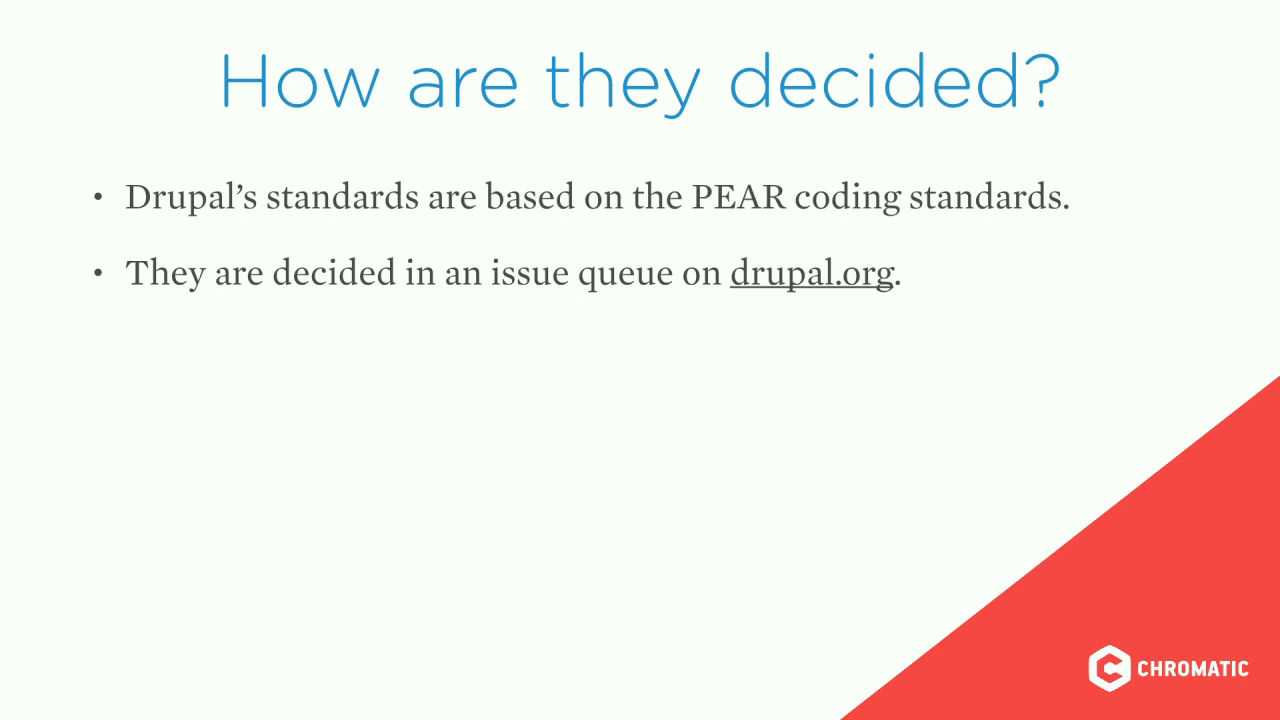 How are they decided?
• Drupal’s standards are based on the PEAR coding standards.
• They are decided in an issue queue on drupal.org.
CHROMATIC